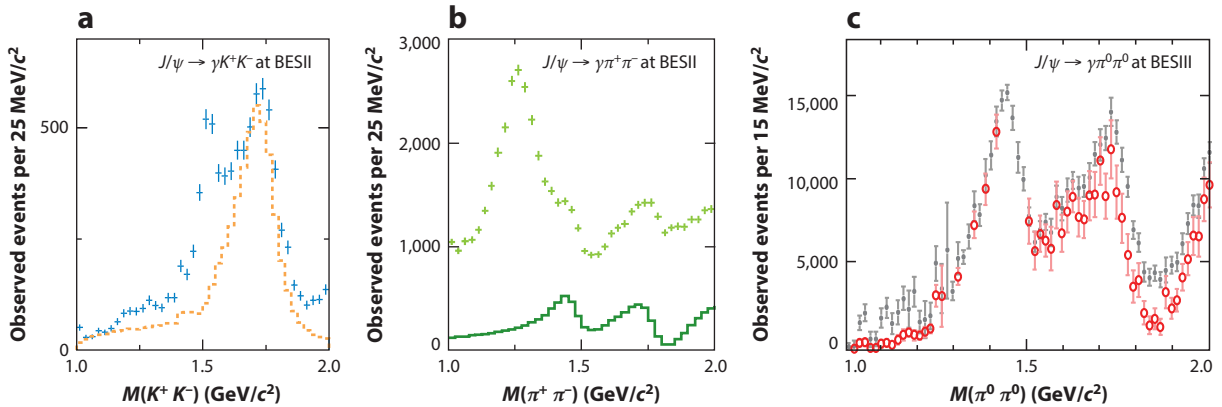 a
J/ψ → γK⁺K⁻ at BESII
Observed events per 25 MeV/c²
500
0
1.0
1.5
2.0
M(K⁺ K⁻) (GeV/c²)
b
J/ψ → γπ⁺π⁻ at BESII
Observed events per 25 MeV/c²
3,000
2,000
1,000
0
1.0
1.5
2.0
M(π⁺ π⁻) (GeV/c²)
c
J/ψ → γπ⁰π⁰ at BESIII
Observed events per 15 MeV/c²
15,000
10,000
5,000
0
1.0
1.5
2.0
M(π⁰ π⁰) (GeV/c²)